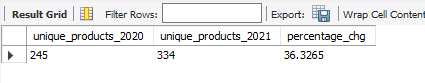 Result Grid Filter Rows: Export: Wrap Cell Content
unique_products_2020 unique_products_2021 percentage_chg
245 334 36.3265